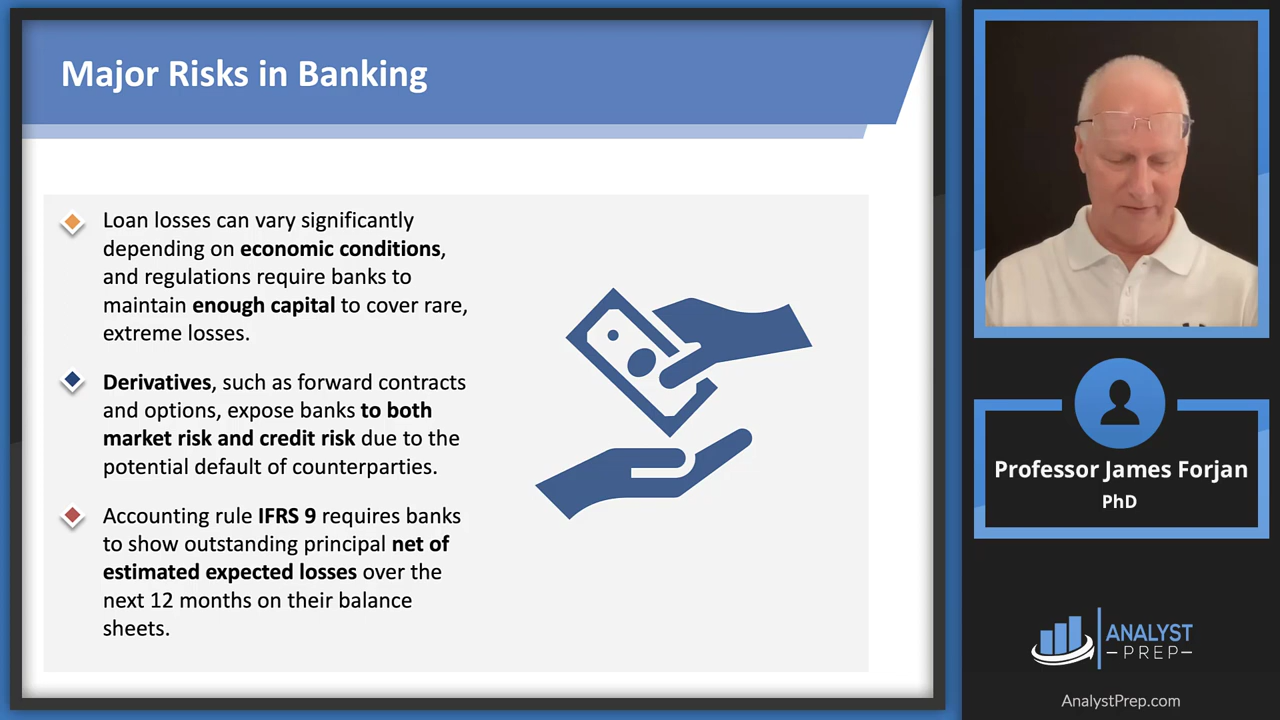 Major Risks in Banking
Loan losses can vary significantly
depending on economic conditions,
and regulations require banks to
maintain enough capital to cover rare,
extreme losses.
Derivatives, such as forward contracts
and options, expose banks to both
market risk and credit risk due to the
potential default of counterparties.
Accounting rule IFRS 9 requires banks
to show outstanding principal net of
estimated expected losses over the
next 12 months on their balance
sheets.
Professor James Forjan
PhD
ANALYST
PREP
AnalystPrep.com